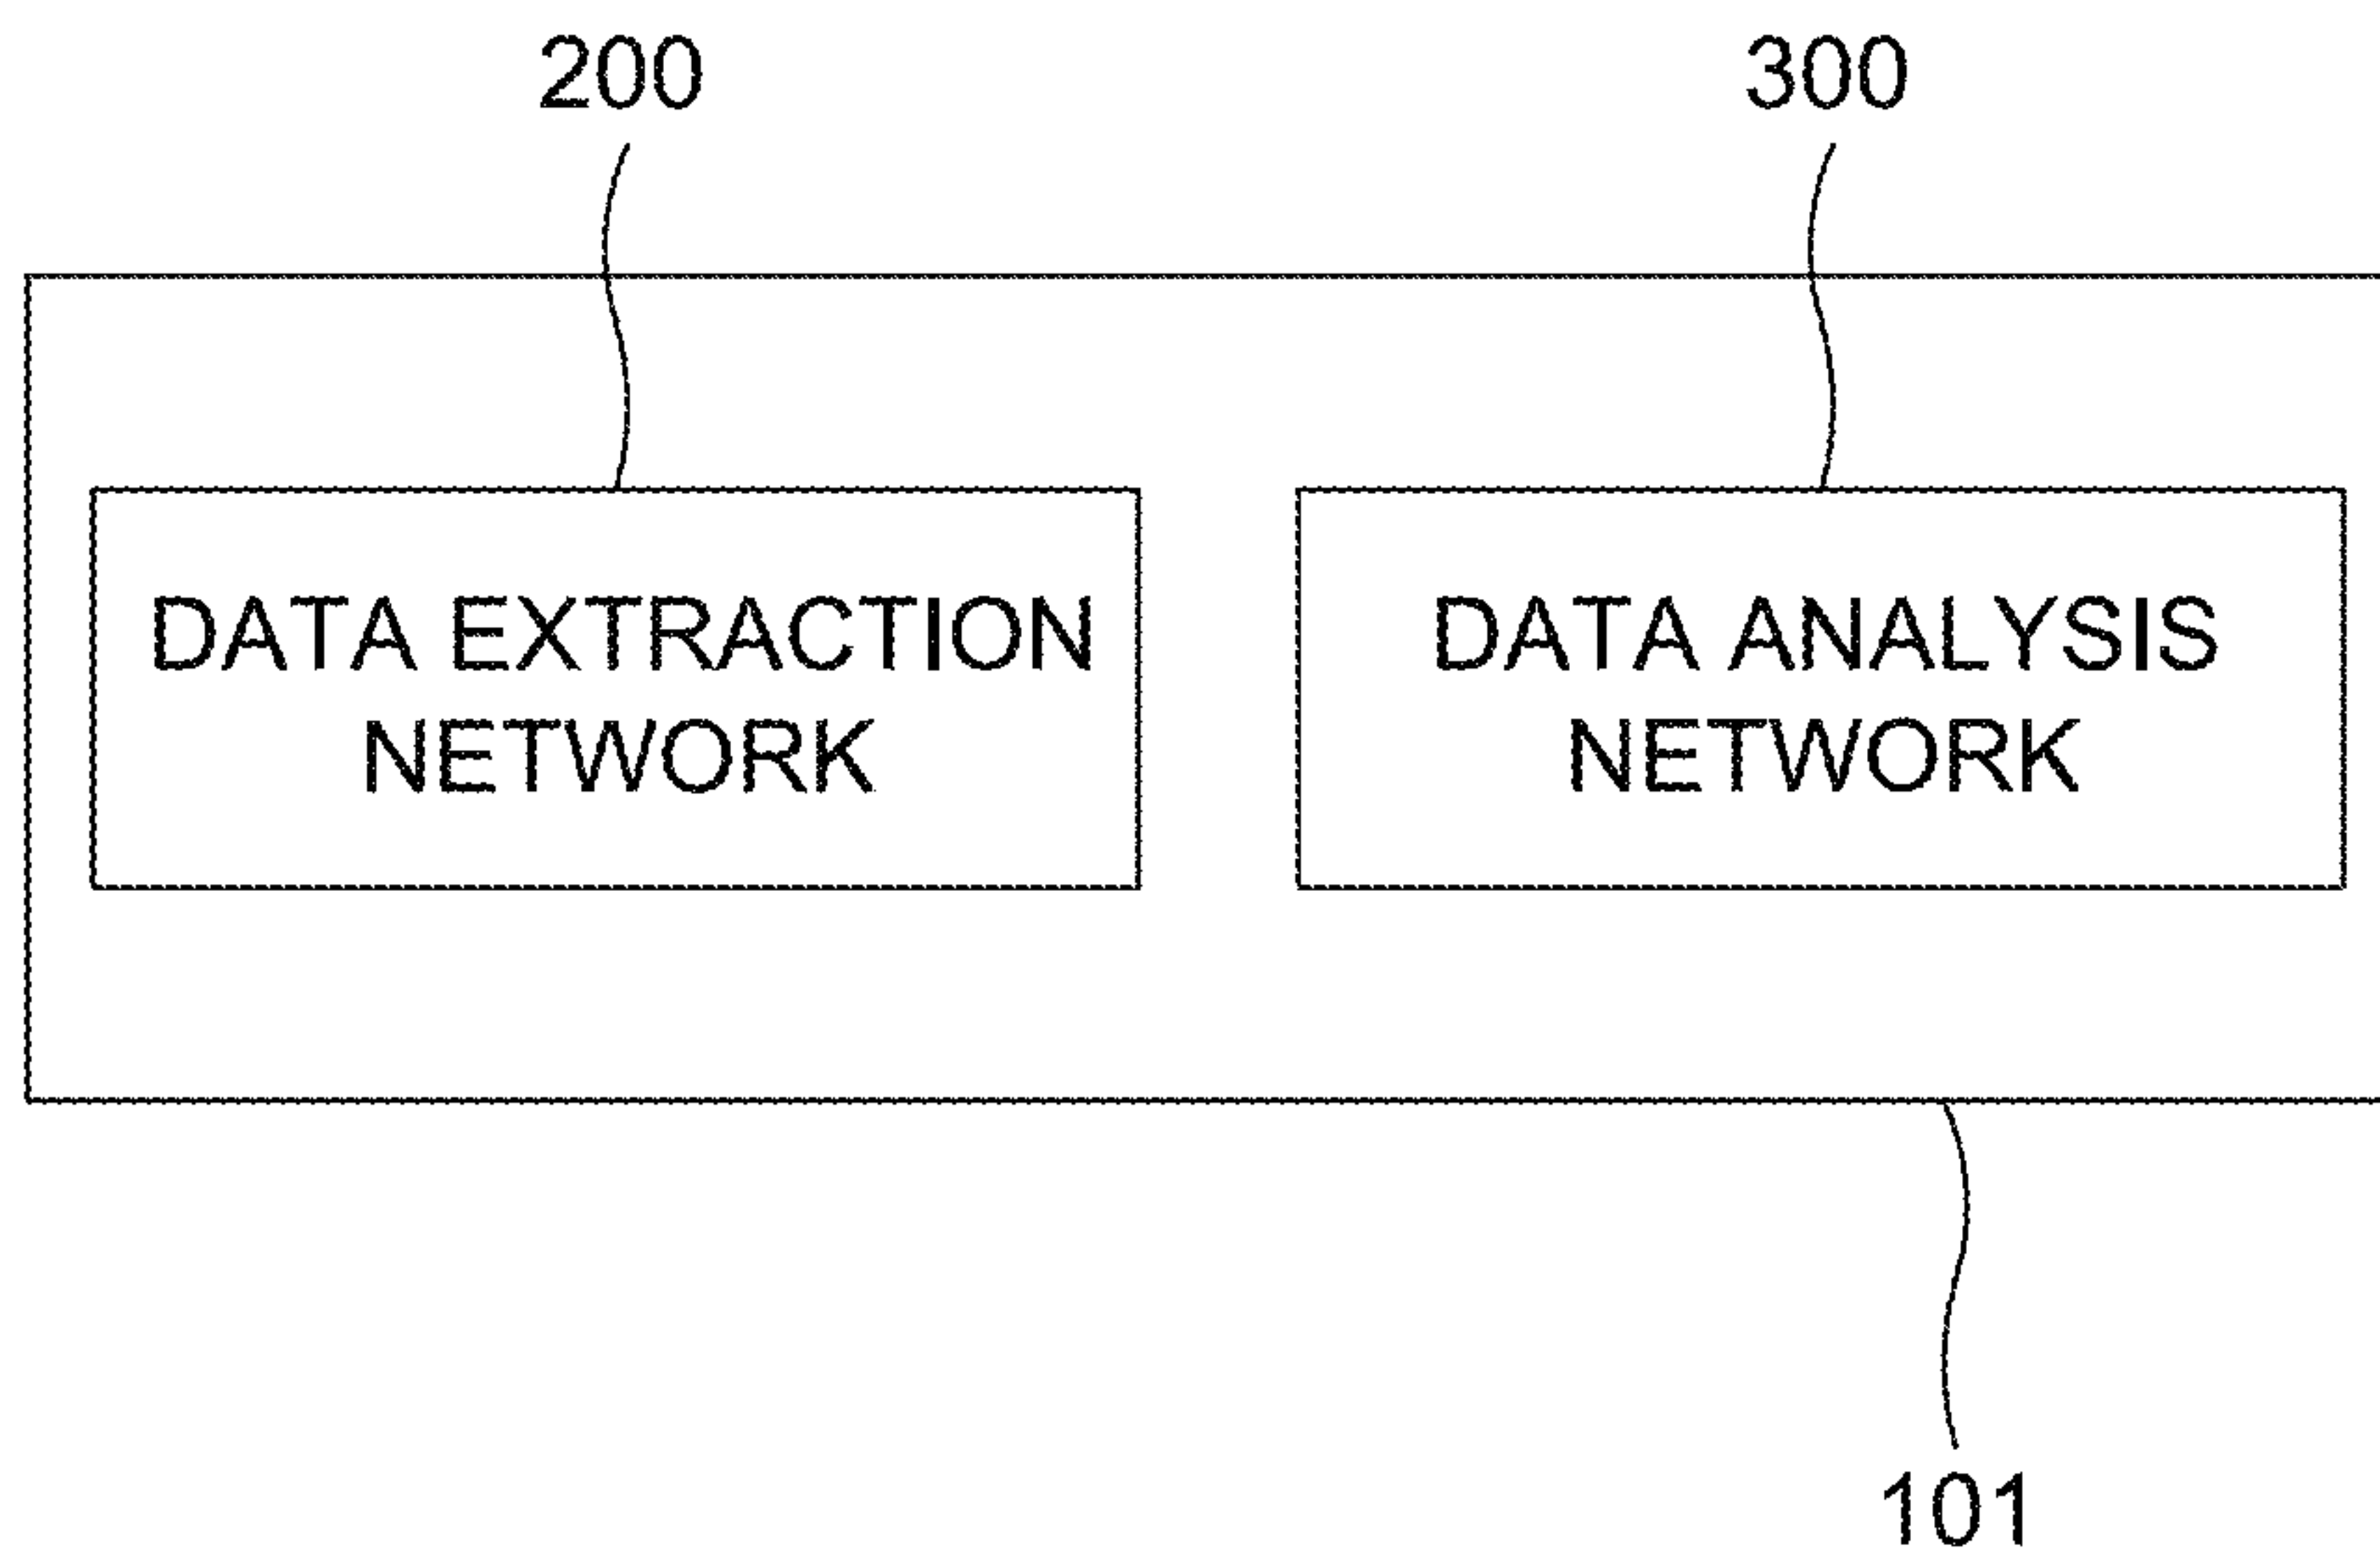 200
300
DATA EXTRACTION
NETWORK
DATA ANALYSIS
NETWORK
101